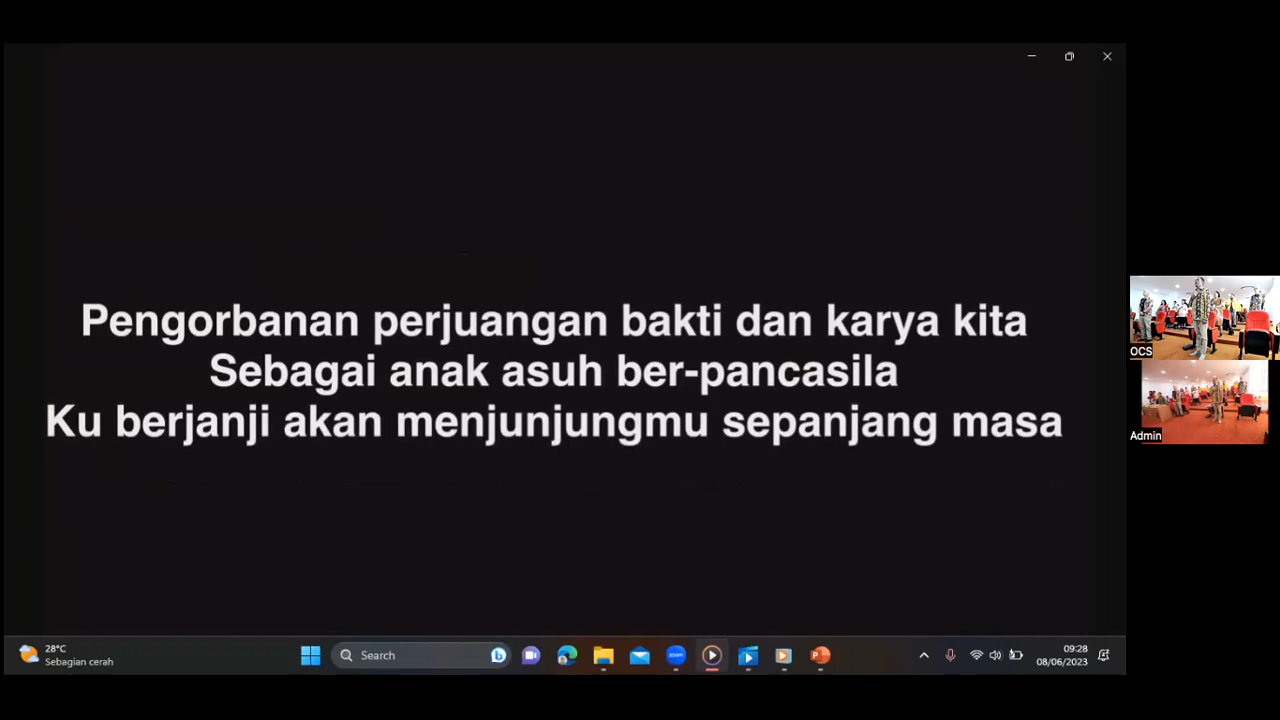 Pengorbanan perjuangan bakti dan karya kita
Sebagai anak asuh ber-pancasila
Ku berjanji akan menjunjungmu sepanjang masa
OCS
Admin
28°C
Sebagian cerah
Search
zoom
09:28
08/06/2023